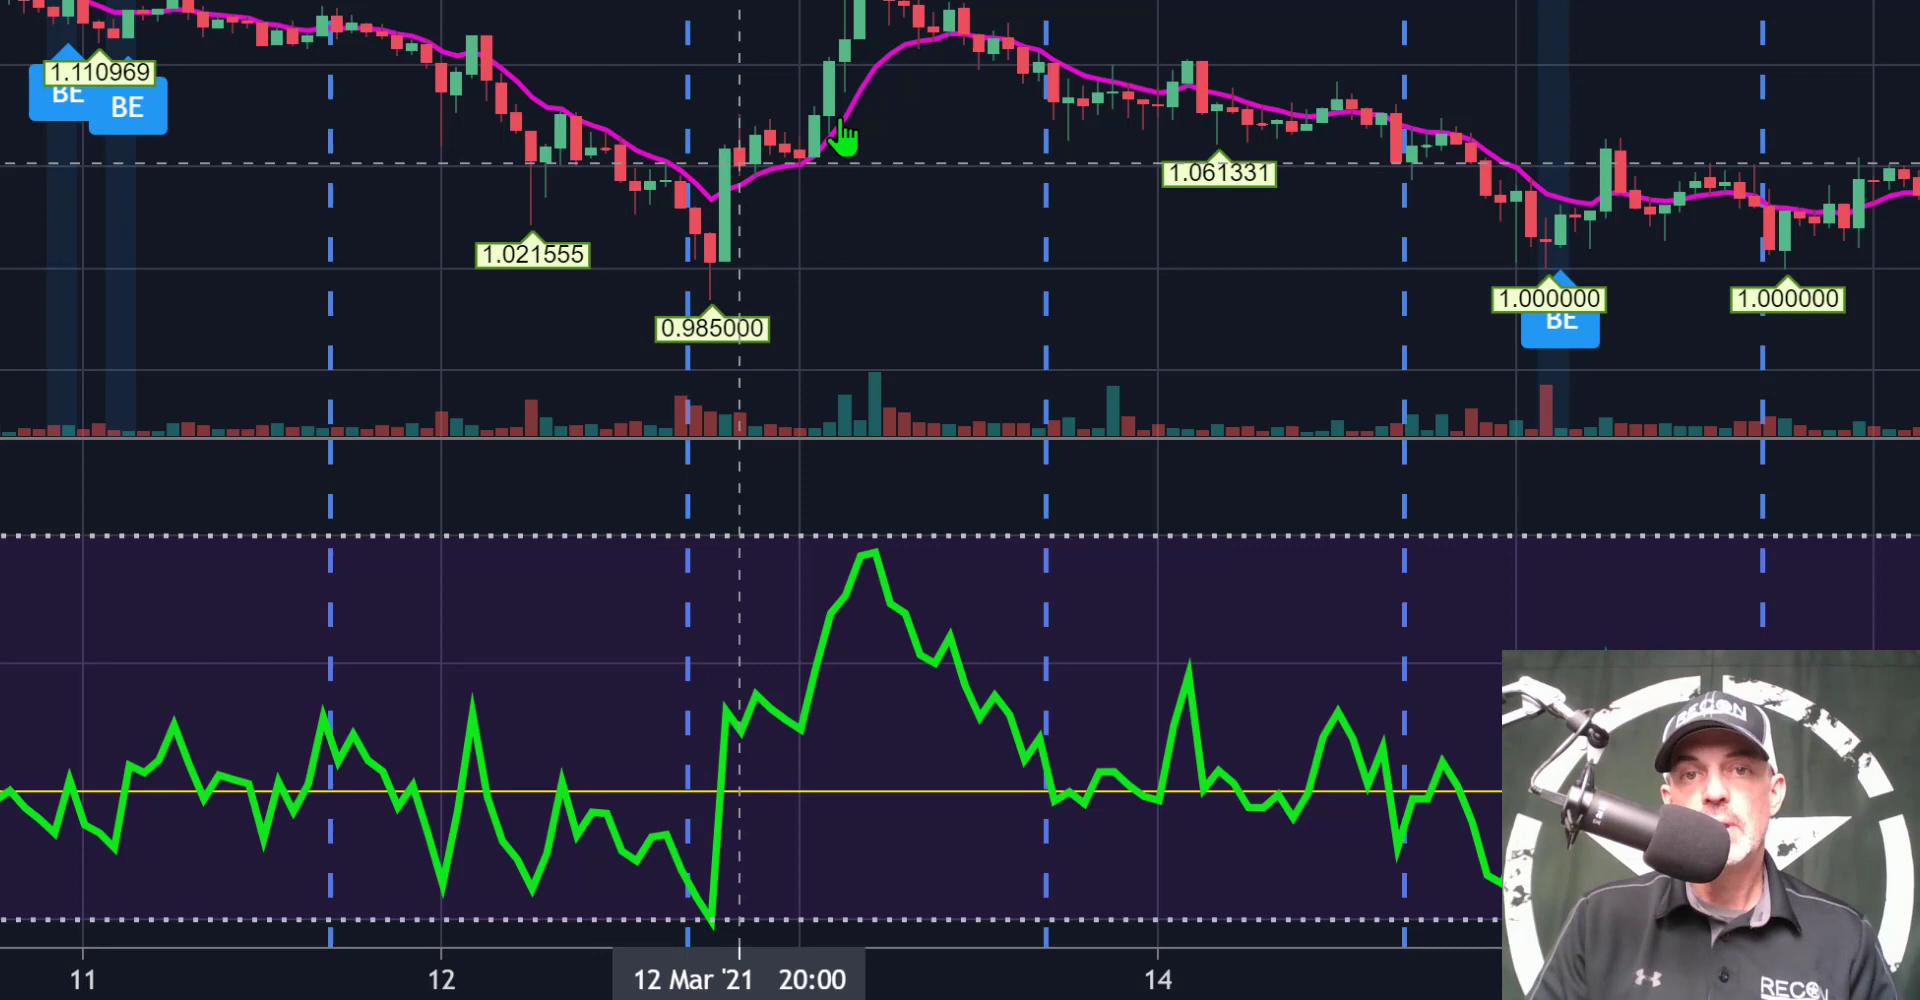 1.110969
BE
BE
1.021555
0.985000
1.061331
1.000000
BE
1.000000
RECON
RECON
11
12
12 Mar '21 20:00
14